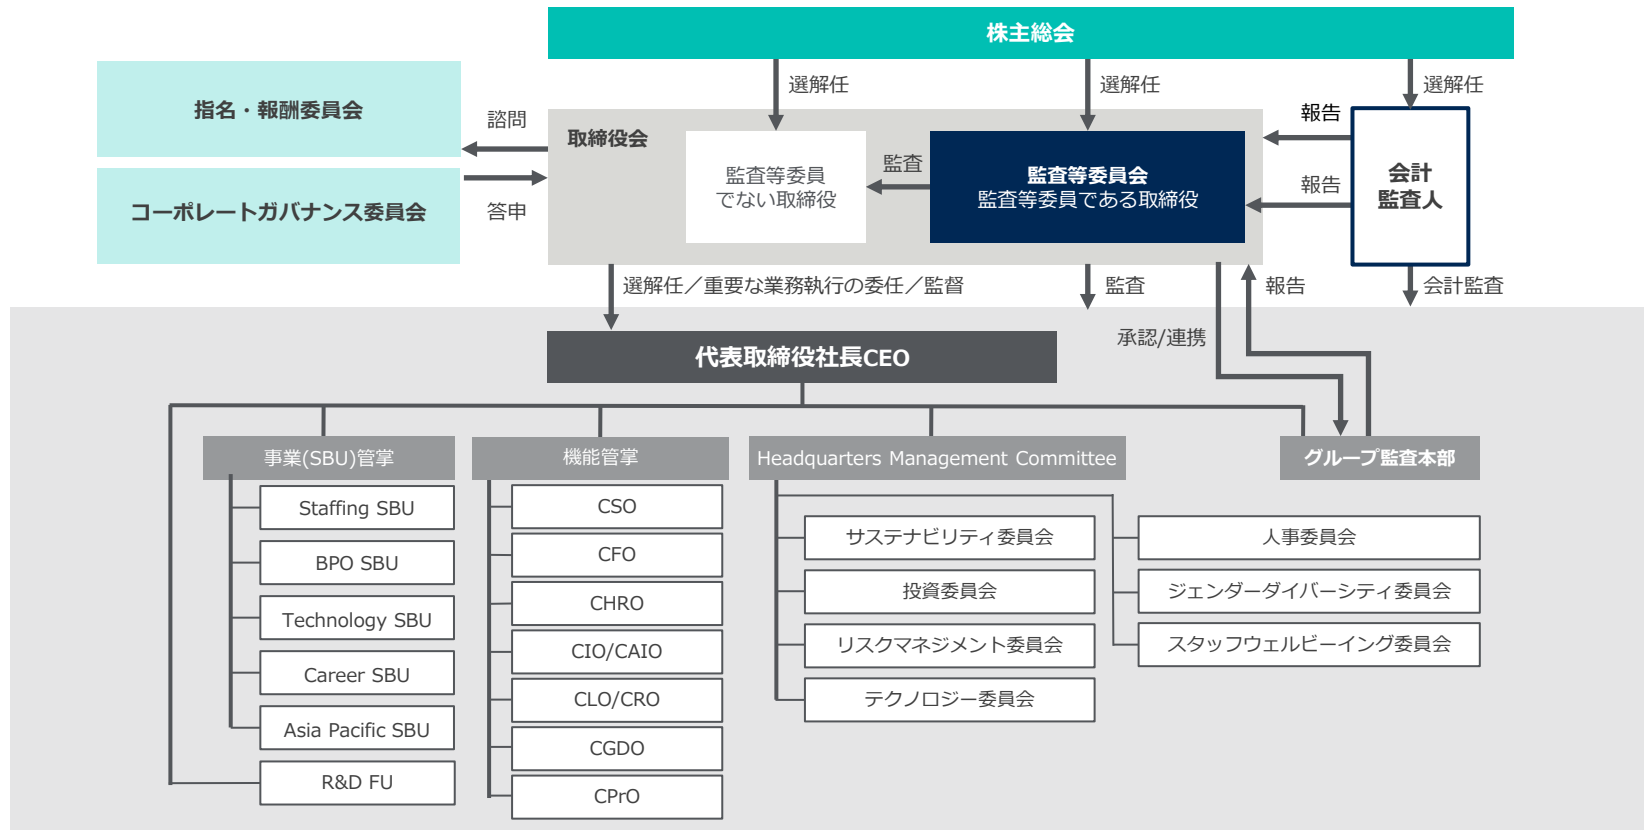 株主総会
選解任
選解任
選解任
指名・報酬委員会
コーポレートガバナンス委員会
諮問
答申
取締役会
監査等委員
でない取締役
監査
監査等委員会
監査等委員である取締役
報告
報告
会計
監査人
選解任／重要な業務執行の委任／監督
監査
報告
会計監査
承認/連携
代表取締役社長CEO
事業(SBU)管掌
Staffing SBU
BPO SBU
Technology SBU
Career SBU
Asia Pacific SBU
R&D FU
機能管掌
CSO
CFO
CHRO
CIO/CAIO
CLO/CRO
CGDO
CPrO
Headquarters Management Committee
サステナビリティ委員会
投資委員会
リスクマネジメント委員会
テクノロジー委員会
人事委員会
ジェンダーダイバーシティ委員会
スタッフウェルビーイング委員会
グループ監査本部